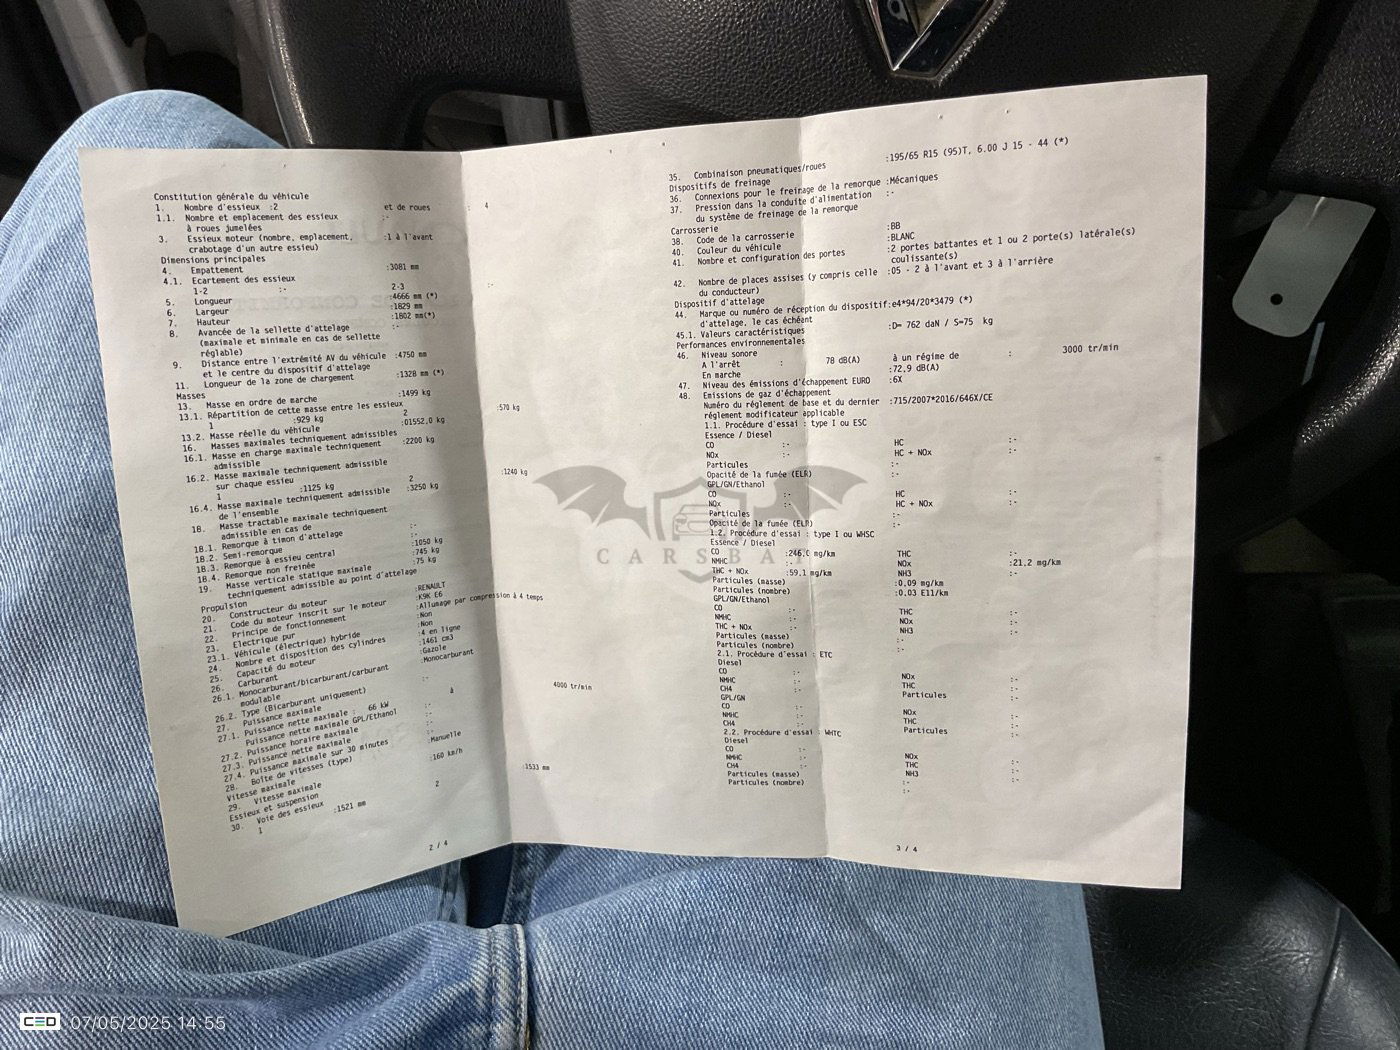 Constitution générale du véhicule
1. Nombre d'essieux :2 et de roues : 4
1.1. Nombre et emplacement des essieux :-
à roues jumelées
3. Essieux moteur (nombre, emplacement, :1 à l'avant
crabotage d'un autre essieu)
Dimensions principales
4. Empattement :3081 mm
4.1. Ecartement des essieux
1-2 :- 2-3 :-
5. Longueur :4666 mm (*)
6. Largeur :1829 mm
7. Hauteur :1802 mm(*)
8. Avancée de la sellette d'attelage :-
(maximale et minimale en cas de sellette
réglable)
9. Distance entre l'extrémité AV du véhicule :4750 mm
et le centre du dispositif d'attelage
11. Longueur de la zone de chargement :1328 mm (*)
Masses
13. Masse en ordre de marche :1499 kg
13.1. Répartition de cette masse entre les essieux
1 :929 kg 2 :570 kg
13.2. Masse réelle du véhicule :01552,0 kg
16. Masses maximales techniquement admissibles
16.1. Masse en charge maximale techniquement :2200 kg
admissible
16.2. Masse maximale techniquement admissible
sur chaque essieu
1 :1125 kg 2 :1240 kg
16.4. Masse maximale techniquement admissible :3250 kg
de l'ensemble
18. Masse tractable maximale techniquement
admissible en cas de
18.1. Remorque à timon d'attelage :-
18.2. Semi-remorque :-
18.3. Remorque à essieu central :1050 kg
18.4. Remorque non freinée :745 kg
19. Masse verticale statique maximale :75 kg
techniquement admissible au point d'attelage
Propulsion
20. Constructeur du moteur :RENAULT
21. Code du moteur inscrit sur le moteur :K9K E6
22. Principe de fonctionnement :Allumage par compression à 4 temps
23. Electrique pur :Non
23.1. Véhicule (électrique) hybride :Non
24. Nombre et disposition des cylindres :4 en ligne
25. Capacité du moteur :1461 cm3
26. Carburant :Gazole
26.1. Monocarburant/bicarburant/carburant :Monocarburant
modulable
26.2. Type (Bicarburant uniquement) :-
27. Puissance maximale
27.1. Puissance nette maximale : 66 kW à 4000 tr/min
Puissance nette maximale GPL/Ethanol :-
27.2. Puissance horaire maximale :-
27.3. Puissance nette maximale :-
27.4. Puissance maximale sur 30 minutes :-
28. Boîte de vitesses (type) :Manuelle
Vitesse maximale
29. Vitesse maximale :160 km/h
Essieux et suspension
30. Voie des essieux
1 :1521 mm 2 :1533 mm
2 / 4
35. Combinaison pneumatiques/roues :195/65 R15 (95)T, 6.00 J 15 - 44 (*)
Dispositifs de freinage
36. Connexions pour le freinage de la remorque :Mécaniques
37. Pression dans la conduite d'alimentation :-
du système de freinage de la remorque
Carrosserie
38. Code de la carrosserie :BB
40. Couleur du véhicule :BLANC
41. Nombre et configuration des portes :2 portes battantes et 1 ou 2 porte(s) latérale(s)
coulissante(s)
42. Nombre de places assises (y compris celle :05 - 2 à l'avant et 3 à l'arrière
du conducteur)
Dispositif d'attelage
44. Marque ou numéro de réception du dispositif:e4*94/20*3479 (*)
d'attelage, le cas échéant
45.1. Valeurs caractéristiques :D= 762 daN / S=75 kg
Performances environnementales
46. Niveau sonore
A l'arrêt : 78 dB(A) à un régime de : 3000 tr/min
En marche :72,9 dB(A)
47. Niveau des émissions d'échappement EURO :6X
48. Emissions de gaz d'échappement
Numéro du règlement de base et du dernier :715/2007*2016/646X/CE
règlement modificateur applicable
1.1. Procédure d'essai : type I ou ESC
Essence / Diesel
CO :- HC :-
NOx :- HC + NOx :-
Particules :-
Opacité de la fumée (ELR) :-
GPL/GN/Ethanol
CO :- HC :-
NOx :- HC + NOx :-
Particules :-
Opacité de la fumée (ELR) :-
1.2. Procédure d'essai : type I ou WHSC
Essence / Diesel
CO :246,0 mg/km THC :-
NMHC :- NOx :21,2 mg/km
THC + NOx :59,1 mg/km NH3 :-
Particules (masse) :0,09 mg/km
Particules (nombre) :0.03 E11/km
GPL/GN/Ethanol
CO :- THC :-
NMHC :- NOx :-
THC + NOx :- NH3 :-
Particules (masse) :-
Particules (nombre) :-
2.1. Procédure d'essai : ETC
Diesel
CO :- NOx :-
NMHC :- THC :-
CH4 :- Particules :-
GPL/GN
CO :- NOx :-
NMHC :- THC :-
CH4 :- Particules :-
2.2. Procédure d'essai : WHTC
Diesel
CO :- NOx :-
NMHC :- THC :-
CH4 :- NH3 :-
Particules (masse) :-
Particules (nombre) :-
3 / 4
CARSBAT
CED 07/05/2025 14:55